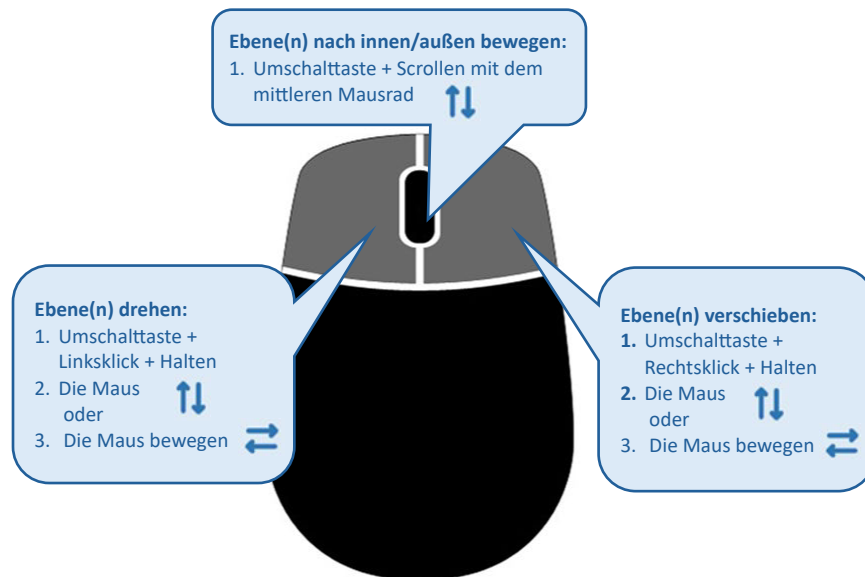 Ebene(n) nach innen/außen bewegen:
1. Umschalttaste + Scrollen mit dem
mittleren Mausrad
Ebene(n) drehen:
1. Umschalttaste +
Linksklick + Halten
2. Die Maus
oder
3. Die Maus bewegen
Ebene(n) verschieben:
1. Umschalttaste +
Rechtsklick + Halten
2. Die Maus
oder
3. Die Maus bewegen